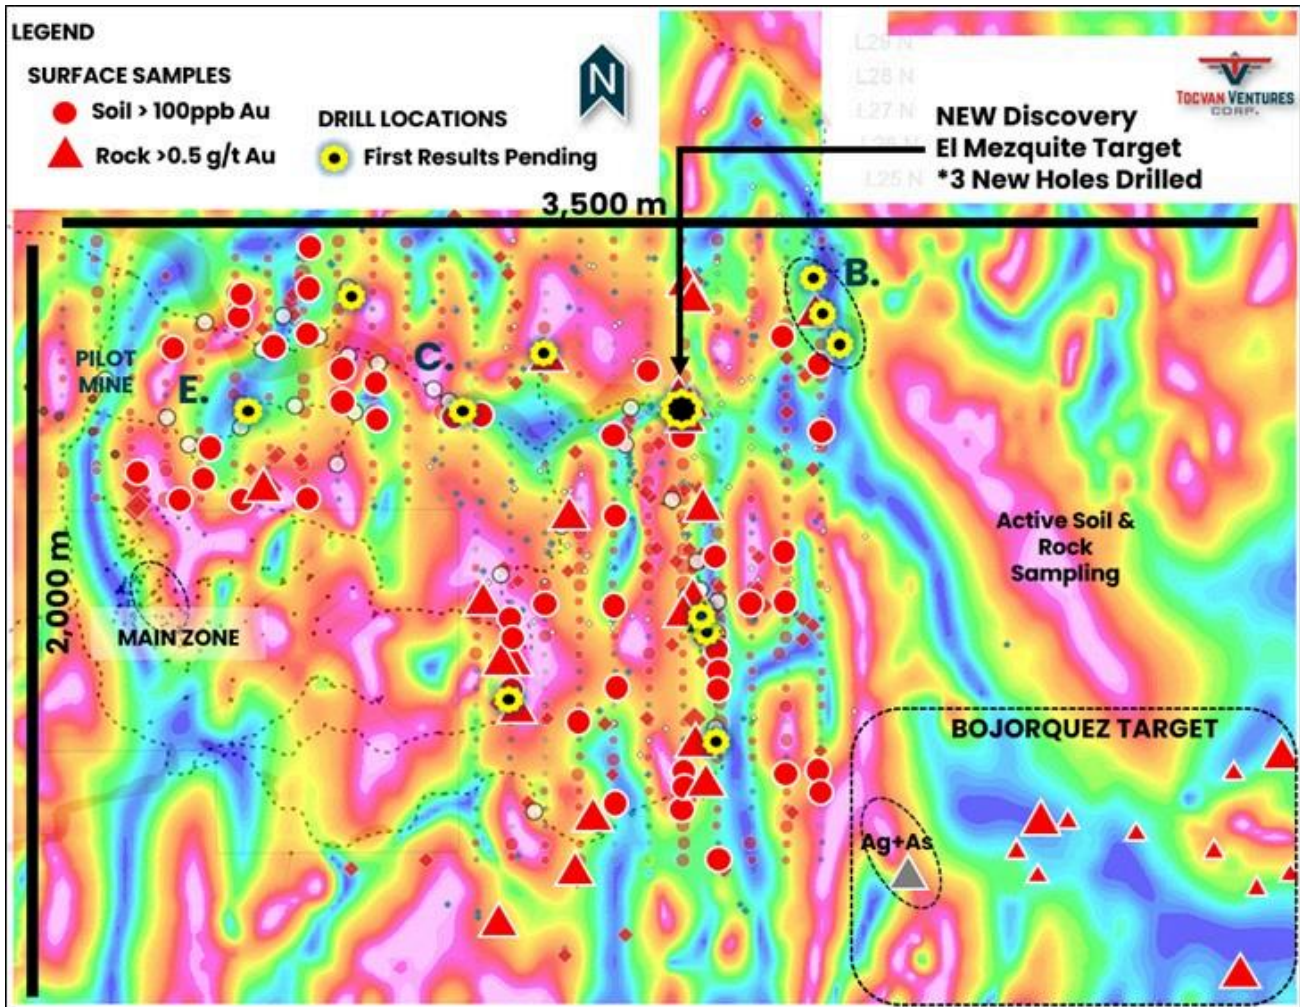 LEGEND
SURFACE SAMPLES
Soil > 100ppb Au
Rock >0.5 g/t Au
DRILL LOCATIONS
First Results Pending
N
L29 N
L28 N
L27 N
L25 N
TOCVAN VENTURES
CORP.
NEW Discovery
El Mezquite Target
*3 New Holes Drilled
3,500 m
2,000 m
B.
C.
E.
PILOT
MINE
MAIN ZONE
Active Soil &
Rock
Sampling
BOJORQUEZ TARGET
Ag+As